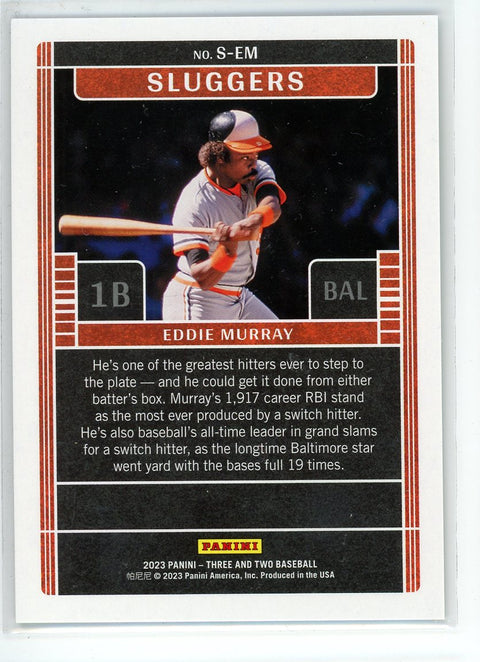 NO. S-EM
SLUGGERS
1B
BAL
EDDIE MURRAY
He's one of the greatest hitters ever to step to
the plate — and he could get it done from either
batter's box. Murray's 1,917 career RBI stand
as the most ever produced by a switch hitter.
He's also baseball's all-time leader in grand slams
for a switch hitter, as the longtime Baltimore star
went yard with the bases full 19 times.
PANINI
2023 PANINI – THREE AND TWO BASEBALL
帕尼尼 © 2023 Panini America, Inc. Produced in the USA